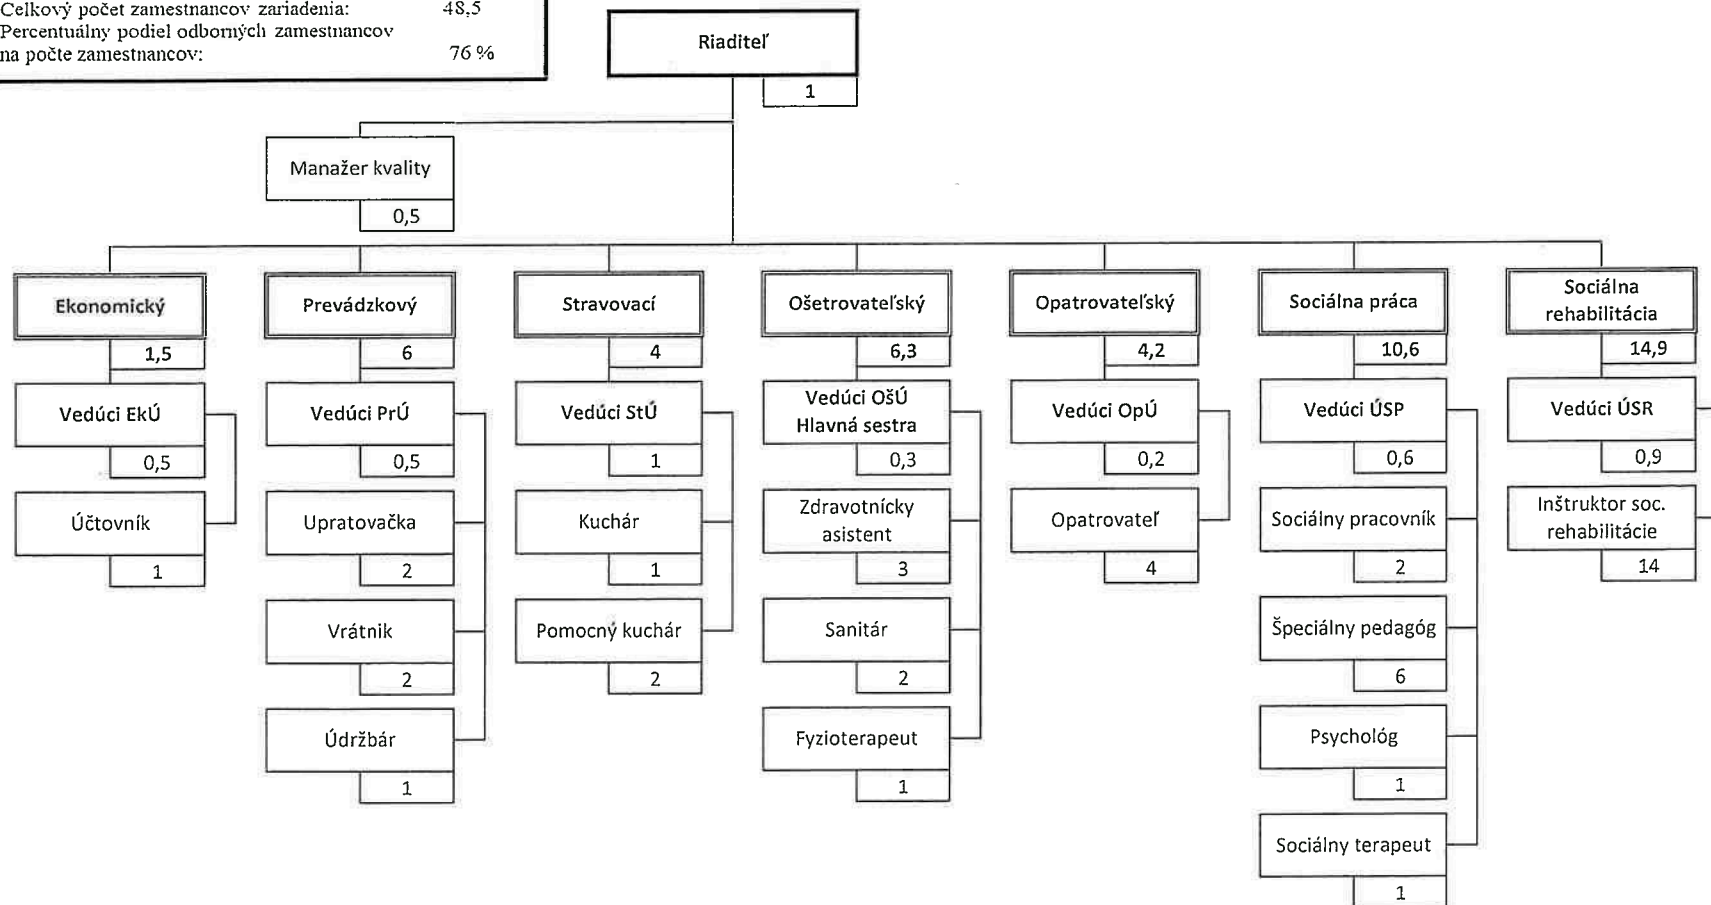 Celkový počet zamestnancov zariadenia: 48,5
Percentuálny podiel odborných zamestnancov
na počte zamestnancov: 76 %
Riaditeľ
1
Manažer kvality
0,5
Ekonomický
1,5
Vedúci EkÚ
0,5
Účtovník
1
Prevádzkový
6
Vedúci PrÚ
0,5
Upratovačka
2
Vrátnik
2
Údržbár
1
Stravovací
4
Vedúci StÚ
1
Kuchár
1
Pomocný kuchár
2
Ošetrovateľský
6,3
Vedúci OšÚ
Hlavná sestra
0,3
Zdravotnícky
asistent
3
Sanitár
2
Fyzioterapeut
1
Opatrovateľský
4,2
Vedúci OpÚ
0,2
Opatrovateľ
4
Sociálna práca
10,6
Vedúci ÚSP
0,6
Sociálny pracovník
2
Špeciálny pedagóg
6
Psychológ
1
Sociálny terapeut
1
Sociálna
rehabilitácia
14,9
Vedúci ÚSR
0,9
Inštruktor soc.
rehabilitácie
14